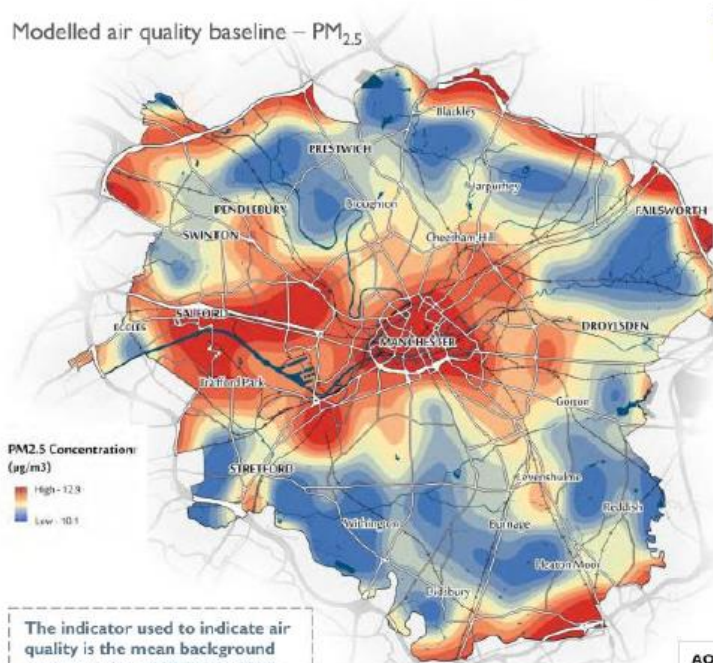 Modelled air quality baseline – PM2.5
Blackley
PRESTWICH
Harpurhey
PENDLEBURY
Broughton
FAILSWORTH
SWINTON
Cheetham Hill
SALFORD
ECCLES
DROYLSDEN
MANCHESTER
Trafford Park
Gorton
PM2.5 Concentration
(µg/m3)
High - 12.9
Low - 10.1
STRETFORD
Levenshulme
Reddish
Withington
Burnage
Heaton Moor
Didsbury
The indicator used to indicate air
quality is the mean background
AQ